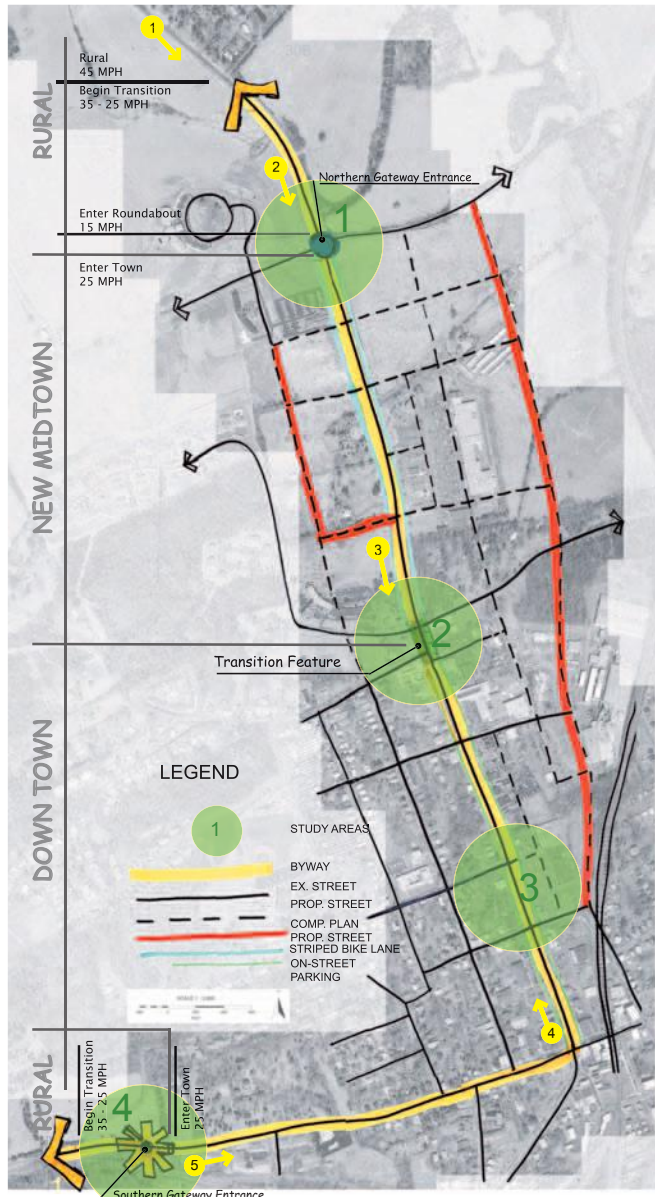 1
Rural
45 MPH
Begin Transition
35 - 25 MPH
RURAL
2
Northern Gateway Entrance
1
Enter Roundabout
15 MPH
Enter Town
25 MPH
NEW MIDTOWN
3
2
Transition Feature
DOWN TOWN
LEGEND
1
STUDY AREAS
BYWAY
EX. STREET
PROP. STREET
COMP. PLAN
PROP. STREET
STRIPED BIKE LANE
ON-STREET
PARKING
3
4
RURAL
Begin Transition
35 - 25 MPH
4
Enter Town
25 MPH
5
Southern Gateway Entrance